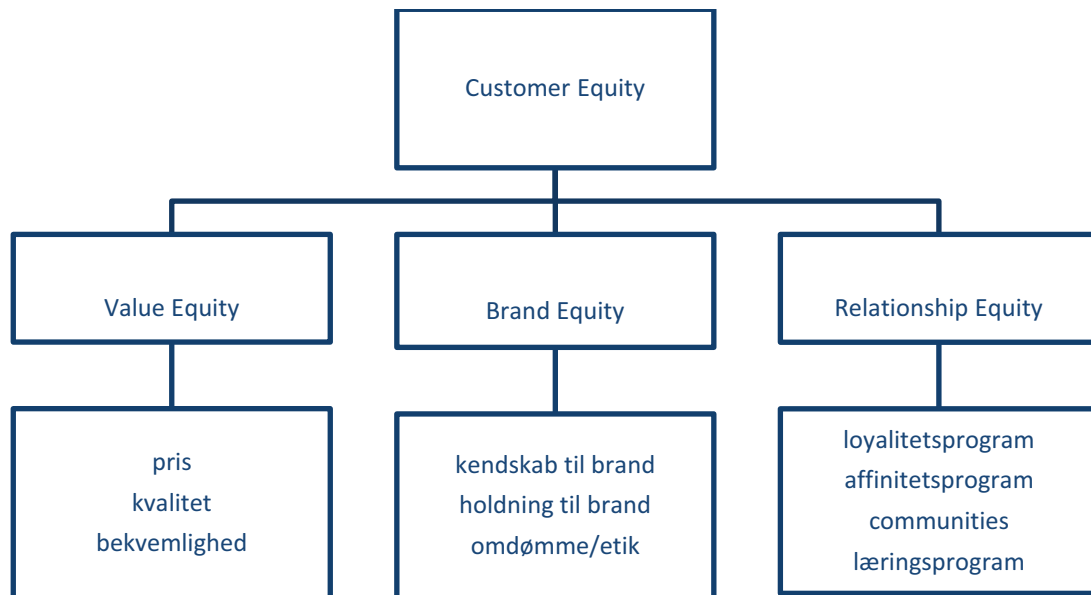 Customer Equity
Value Equity
Brand Equity
Relationship Equity
pris
kvalitet
bekvemlighed
kendskab til brand
holdning til brand
omdømme/etik
loyalitetsprogram
affinitetsprogram
communities
læringsprogram